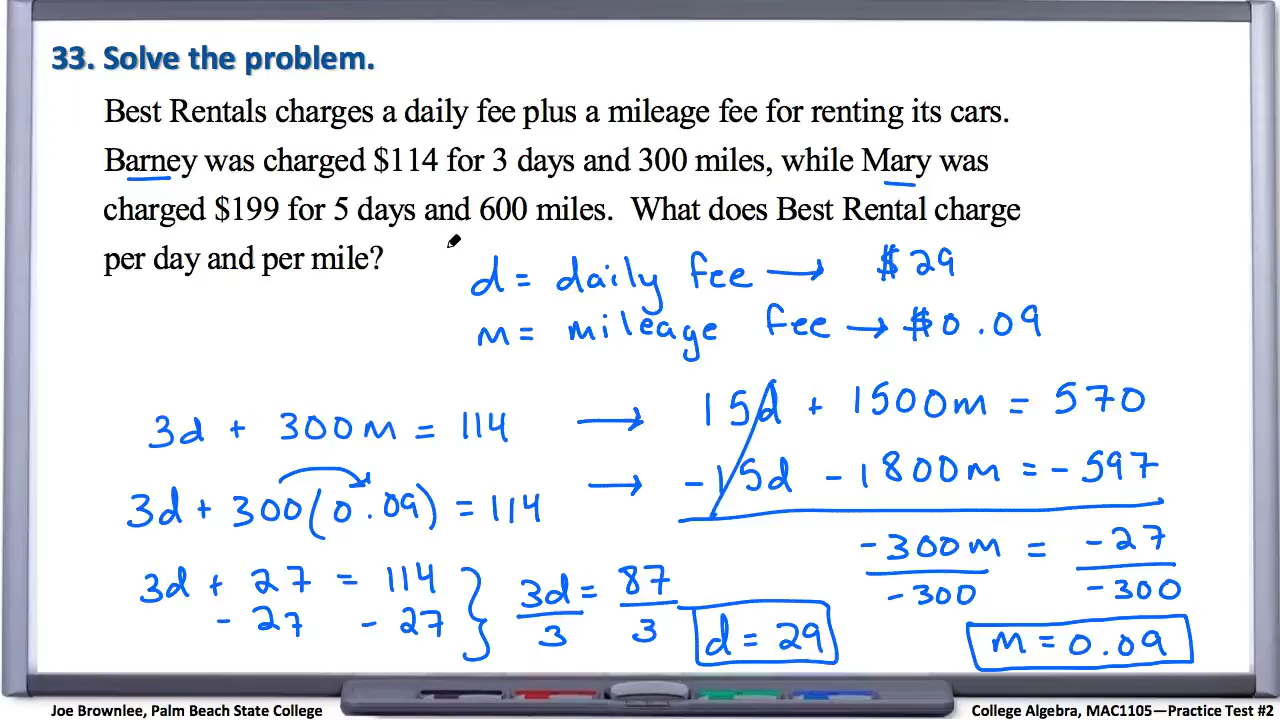 33. Solve the problem.
Best Rentals charges a daily fee plus a mileage fee for renting its cars.
Barney was charged $114 for 3 days and 300 miles, while Mary was
charged $199 for 5 days and 600 miles. What does Best Rental charge
per day and per mile?
d = daily fee → $29
m = mileage fee → $0.09
3d + 300m = 114 → 15d + 1500m = 570
→ -15d - 1800m = -597
3d + 300(0.09) = 114
-300m = -27
-300 -300
3d + 27 = 114
- 27 - 27
3d = 87
3 3
d = 29
m = 0.09
Joe Brownlee, Palm Beach State College
College Algebra, MAC1105—Practice Test #2